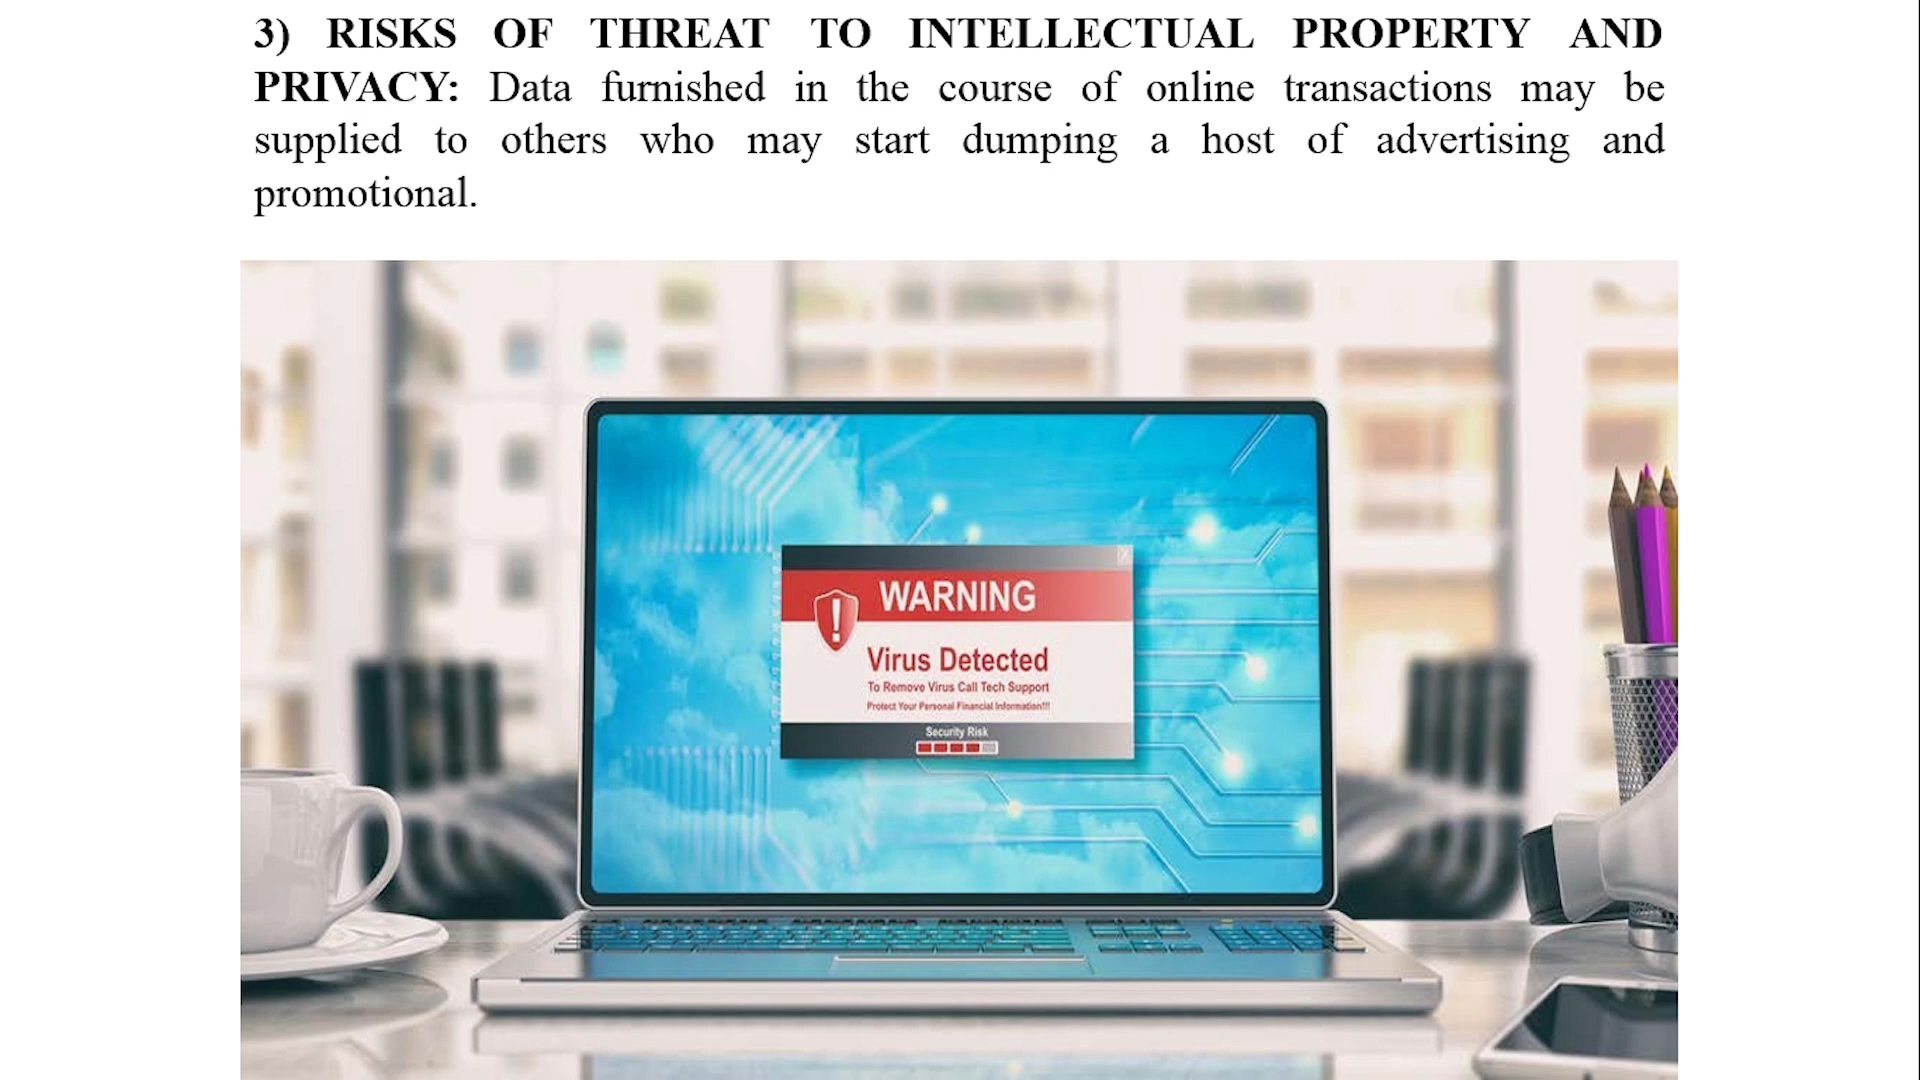 3) RISKS OF THREAT TO INTELLECTUAL PROPERTY AND
PRIVACY: Data furnished in the course of online transactions may be
supplied to others who may start dumping a host of advertising and
promotional.
WARNING
Virus Detected
To Remove Virus Call Tech Support
Protect Your Personal Financial Information!!!
Security Risk